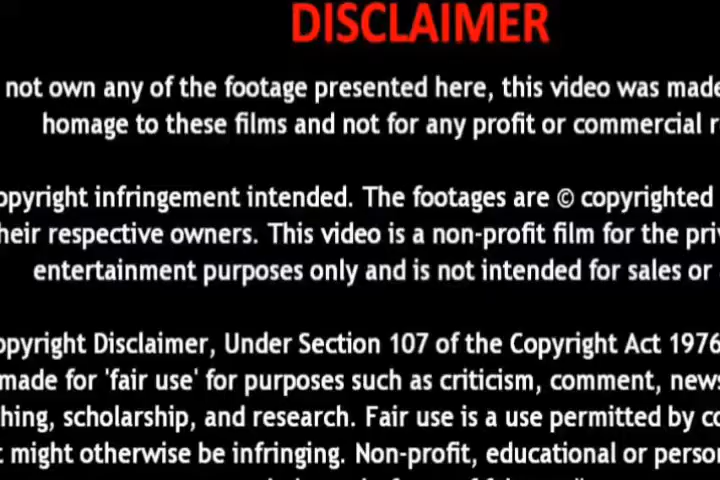 DISCLAIMER
not own any of the footage presented here, this video was made
homage to these films and not for any profit or commercial r
opyright infringement intended. The footages are © copyrighted
heir respective owners. This video is a non-profit film for the priv
entertainment purposes only and is not intended for sales or
opyright Disclaimer, Under Section 107 of the Copyright Act 1976
made for 'fair use' for purposes such as criticism, comment, news
hing, scholarship, and research. Fair use is a use permitted by co
t might otherwise be infringing. Non-profit, educational or perso